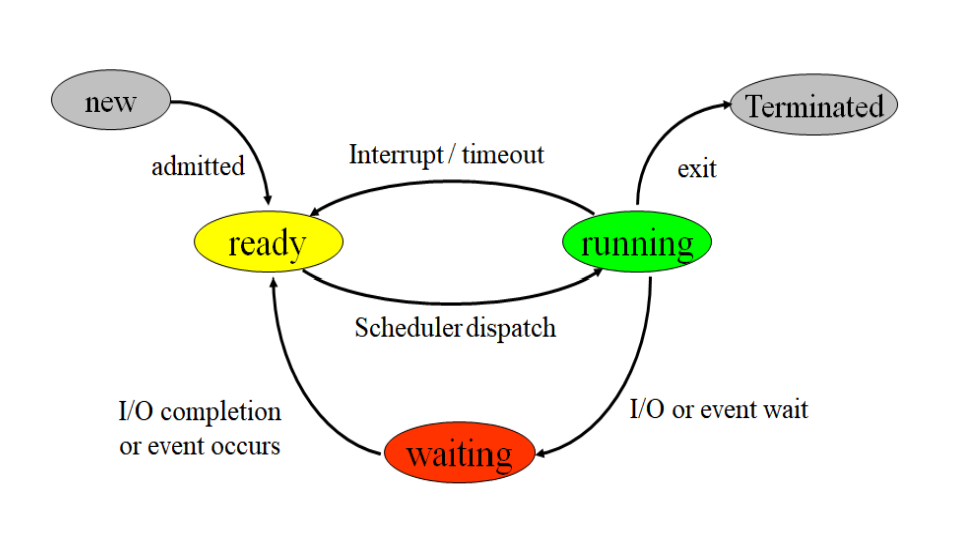 new
Terminated
admitted
Interrupt / timeout
exit
ready
running
Scheduler dispatch
I/O completion
or event occurs
I/O or event wait
waiting